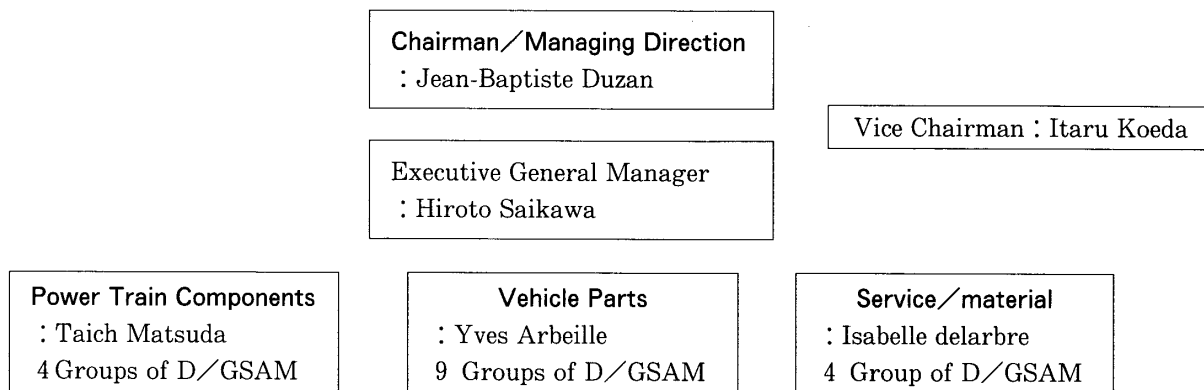 Chairman／Managing Direction
：Jean-Baptiste Duzan
Vice Chairman：Itaru Koeda
Executive General Manager
：Hiroto Saikawa
Power Train Components
：Taich Matsuda
4 Groups of D／GSAM
Vehicle Parts
：Yves Arbeille
9 Groups of D／GSAM
Service／material
：Isabelle delarbre
4 Group of D／GSAM